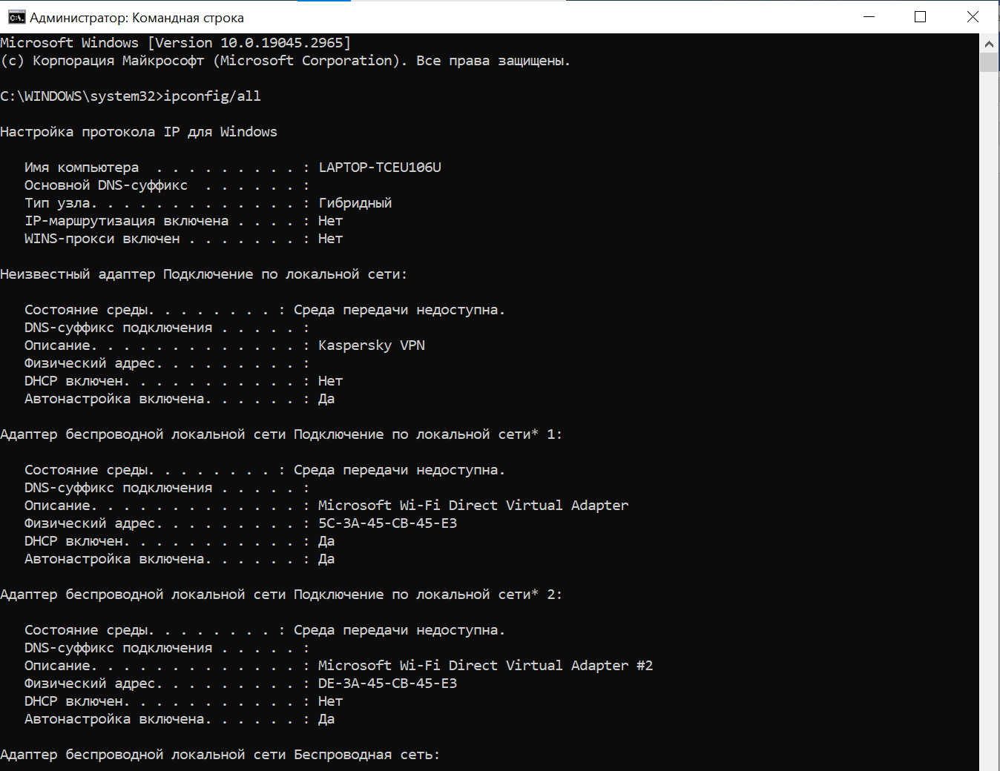 Администратор: Командная строка
Microsoft Windows [Version 10.0.19045.2965]
(c) Корпорация Майкрософт (Microsoft Corporation). Все права защищены.
C:\WINDOWS\system32>ipconfig/all
Настройка протокола IP для Windows
Имя компьютера  . . . . . . . . . : LAPTOP-TCEU106U
Основной DNS-суффикс  . . . . . . :
Тип узла. . . . . . . . . . . . . : Гибридный
IP-маршрутизация включена . . . . : Нет
WINS-прокси включен . . . . . . . : Нет
Неизвестный адаптер Подключение по локальной сети:
Состояние среды. . . . . . . . : Среда передачи недоступна.
DNS-суффикс подключения . . . . . :
Описание. . . . . . . . . . . . . : Kaspersky VPN
Физический адрес. . . . . . . . . :
DHCP включен. . . . . . . . . . . : Нет
Автонастройка включена. . . . . . : Да
Адаптер беспроводной локальной сети Подключение по локальной сети* 1:
Состояние среды. . . . . . . . : Среда передачи недоступна.
DNS-суффикс подключения . . . . . :
Описание. . . . . . . . . . . . . : Microsoft Wi-Fi Direct Virtual Adapter
Физический адрес. . . . . . . . . : 5C-3A-45-CB-45-E3
DHCP включен. . . . . . . . . . . : Да
Автонастройка включена. . . . . . : Да
Адаптер беспроводной локальной сети Подключение по локальной сети* 2:
Состояние среды. . . . . . . . : Среда передачи недоступна.
DNS-суффикс подключения . . . . . :
Описание. . . . . . . . . . . . . : Microsoft Wi-Fi Direct Virtual Adapter #2
Физический адрес. . . . . . . . . : DE-3A-45-CB-45-E3
DHCP включен. . . . . . . . . . . : Нет
Автонастройка включена. . . . . . : Да
Адаптер беспроводной локальной сети Беспроводная сеть: